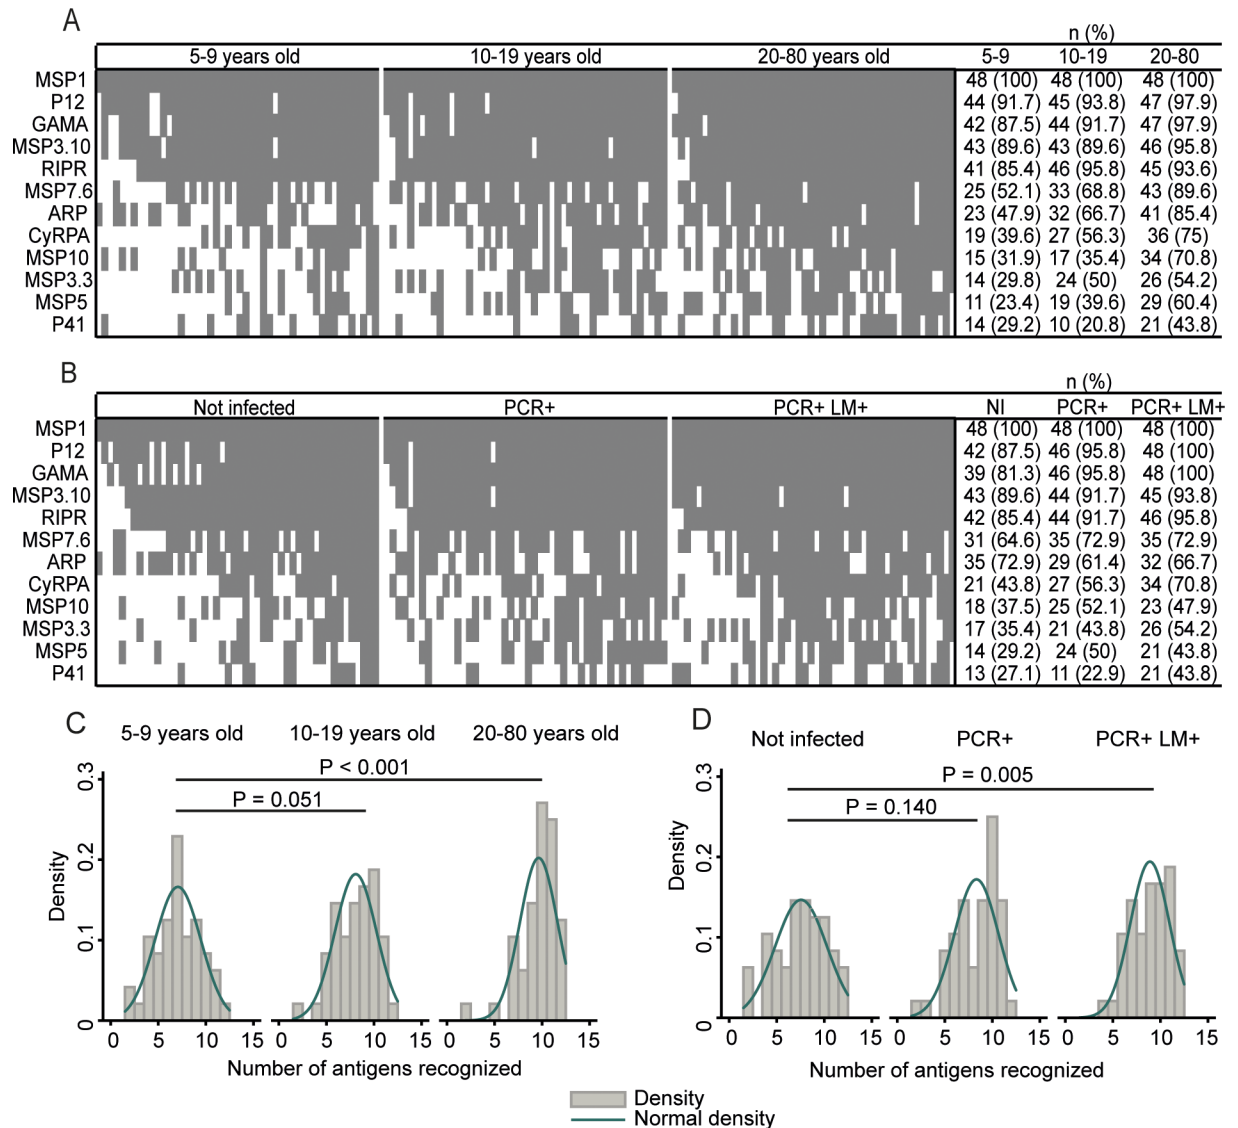 A
n (%)
5-9 years old 10-19 years old 20-80 years old 5-9 10-19 20-80
MSP1 48 (100) 48 (100) 48 (100)
P12 44 (91.7) 45 (93.8) 47 (97.9)
GAMA 42 (87.5) 44 (91.7) 47 (97.9)
MSP3.10 43 (89.6) 43 (89.6) 46 (95.8)
RIPR 41 (85.4) 46 (95.8) 45 (93.6)
MSP7.6 25 (52.1) 33 (68.8) 43 (89.6)
ARP 23 (47.9) 32 (66.7) 41 (85.4)
CyRPA 19 (39.6) 27 (56.3) 36 (75)
MSP10 15 (31.9) 17 (35.4) 34 (70.8)
MSP3.3 14 (29.8) 24 (50) 26 (54.2)
MSP5 11 (23.4) 19 (39.6) 29 (60.4)
P41 14 (29.2) 10 (20.8) 21 (43.8)
B
n (%)
Not infected PCR+ PCR+ LM+ NI PCR+ PCR+ LM+
MSP1 48 (100) 48 (100) 48 (100)
P12 42 (87.5) 46 (95.8) 48 (100)
GAMA 39 (81.3) 46 (95.8) 48 (100)
MSP3.10 43 (89.6) 44 (91.7) 45 (93.8)
RIPR 42 (85.4) 44 (91.7) 46 (95.8)
MSP7.6 31 (64.6) 35 (72.9) 35 (72.9)
ARP 35 (72.9) 29 (61.4) 32 (66.7)
CyRPA 21 (43.8) 27 (56.3) 34 (70.8)
MSP10 18 (37.5) 25 (52.1) 23 (47.9)
MSP3.3 17 (35.4) 21 (43.8) 26 (54.2)
MSP5 14 (29.2) 24 (50) 21 (43.8)
P41 13 (27.1) 11 (22.9) 21 (43.8)
C
5-9 years old 10-19 years old 20-80 years old
P < 0.001
P = 0.051
Density
0.3
0.2
0.1
0
0 5 10 15 0 5 10 15 0 5 10 15
Number of antigens recognized
D
Not infected PCR+ PCR+ LM+
P = 0.005
P = 0.140
Density
0.3
0.2
0.1
0
0 5 10 15 0 5 10 15 0 5 10 15
Number of antigens recognized
Density
Normal density